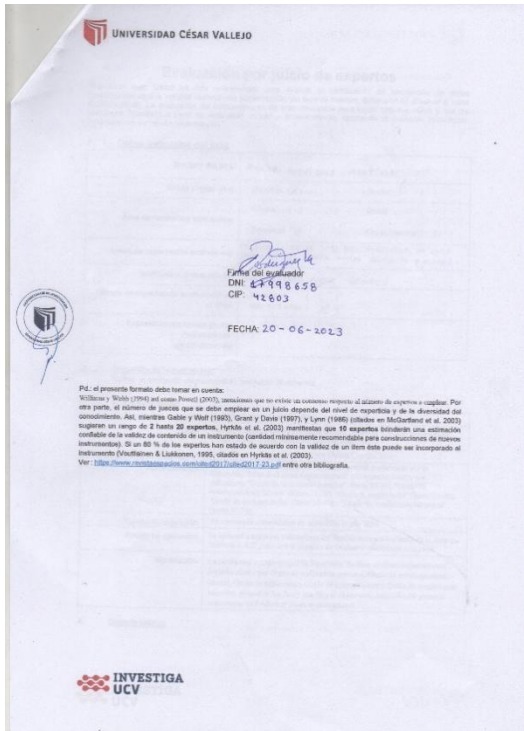 UNIVERSIDAD CÉSAR VALLEJO
Firma del evaluador
DNI: 17998658
CIP: 42803
FECHA: 20-06-2023
Pd.: el presente formato debe tomar en cuenta:
Williams y Webb (1994) así como Powell (2003), mencionan que no existe un consenso respecto al número de expertos a emplear. Por
otra parte, el número de jueces que se debe emplear en un juicio depende del nivel de experticia y de la diversidad del
conocimiento. Así, mientras Gable y Wolf (1993), Grant y Davis (1997), y Lynn (1986) (citados en McGartland et al. 2003)
sugieren un rango de 2 hasta 20 expertos, Hyrkäs et al. (2003) manifiestan que 10 expertos brindarán una estimación
confiable de la validez de contenido de un instrumento (cantidad mínimamente recomendable para construcciones de nuevos
instrumentos). Si un 80 % de los expertos han estado de acuerdo con la validez de un ítem éste puede ser incorporado al
instrumento (Voutilainen & Liukkonen, 1995, citados en Hyrkäs et al. (2003).
Ver : https://www.revistaespacios.com/cited2017/cited2017-23.pdf entre otra bibliografía.
INVESTIGA
UCV